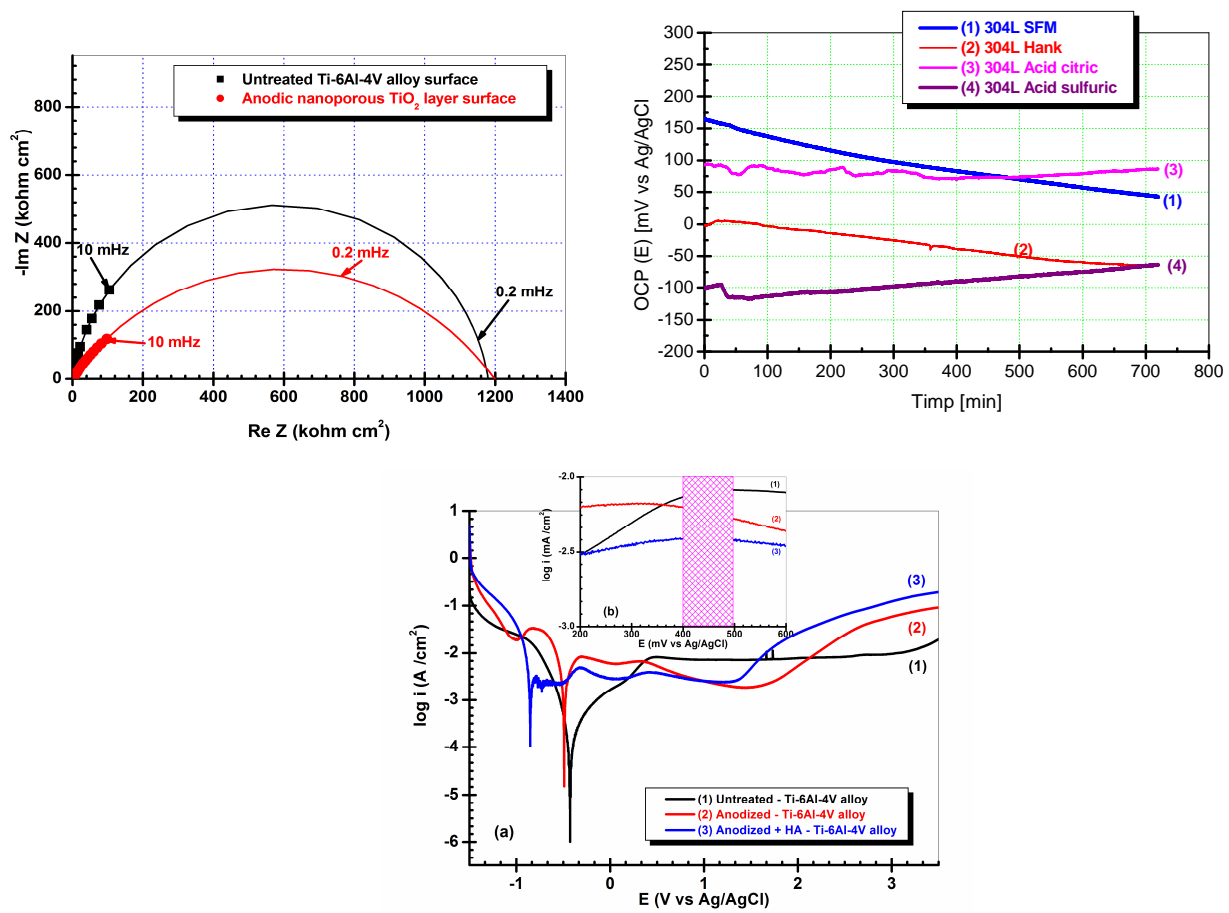 Untreated Ti-6Al-4V alloy surface
Anodic nanoporous TiO2 layer surface
-Im Z (kohm cm2)
800
600
400
200
0
10 mHz
0.2 mHz
0.2 mHz
10 mHz
0 200 400 600 800 1000 1200 1400
Re Z (kohm cm2)
(1) 304L SFM
(2) 304L Hank
(3) 304L Acid citric
(4) 304L Acid sulfuric
OCP (E) [mV vs Ag/AgCl
300
250
200
150
100
50
0
-50
-100
-150
-200
(3)
(1)
(2)
(4)
0 100 200 300 400 500 600 700 800
Timp [min]
-2.0
-2.5
-3.0
log i (mA /cm2)
(1)
(2)
(3)
(b)
200 300 400 500 600
E (mV vs Ag/AgCl)
1
0
-1
-2
-3
-4
-5
-6
log i (A /cm2)
(3)
(2)
(1)
(1) Untreated - Ti-6Al-4V alloy
(2) Anodized - Ti-6Al-4V alloy
(3) Anodized + HA - Ti-6Al-4V alloy
(a)
-1 0 1 2 3
E (V vs Ag/AgCl)